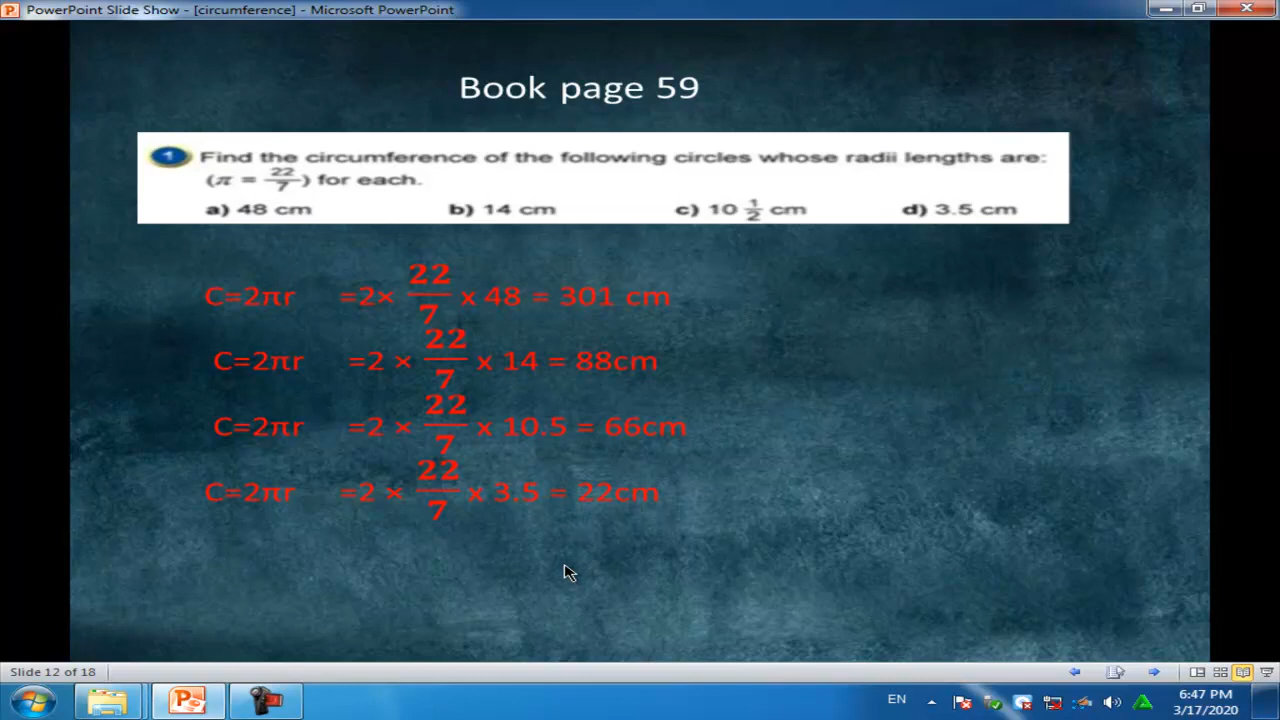 PowerPoint Slide Show - [circumference] - Microsoft PowerPoint
Book page 59
1 Find the circumference of the following circles whose radii lengths are:
(π = 22/7) for each.
a) 48 cm b) 14 cm c) 10 1/2 cm d) 3.5 cm
C=2πr =2× 22/7 x 48 = 301 cm
C=2πr =2 × 22/7 x 14 = 88cm
C=2πr =2 × 22/7 x 10.5 = 66cm
C=2πr =2 × 22/7 x 3.5 = 22cm
Slide 12 of 18
EN
6:47 PM
3/17/2020